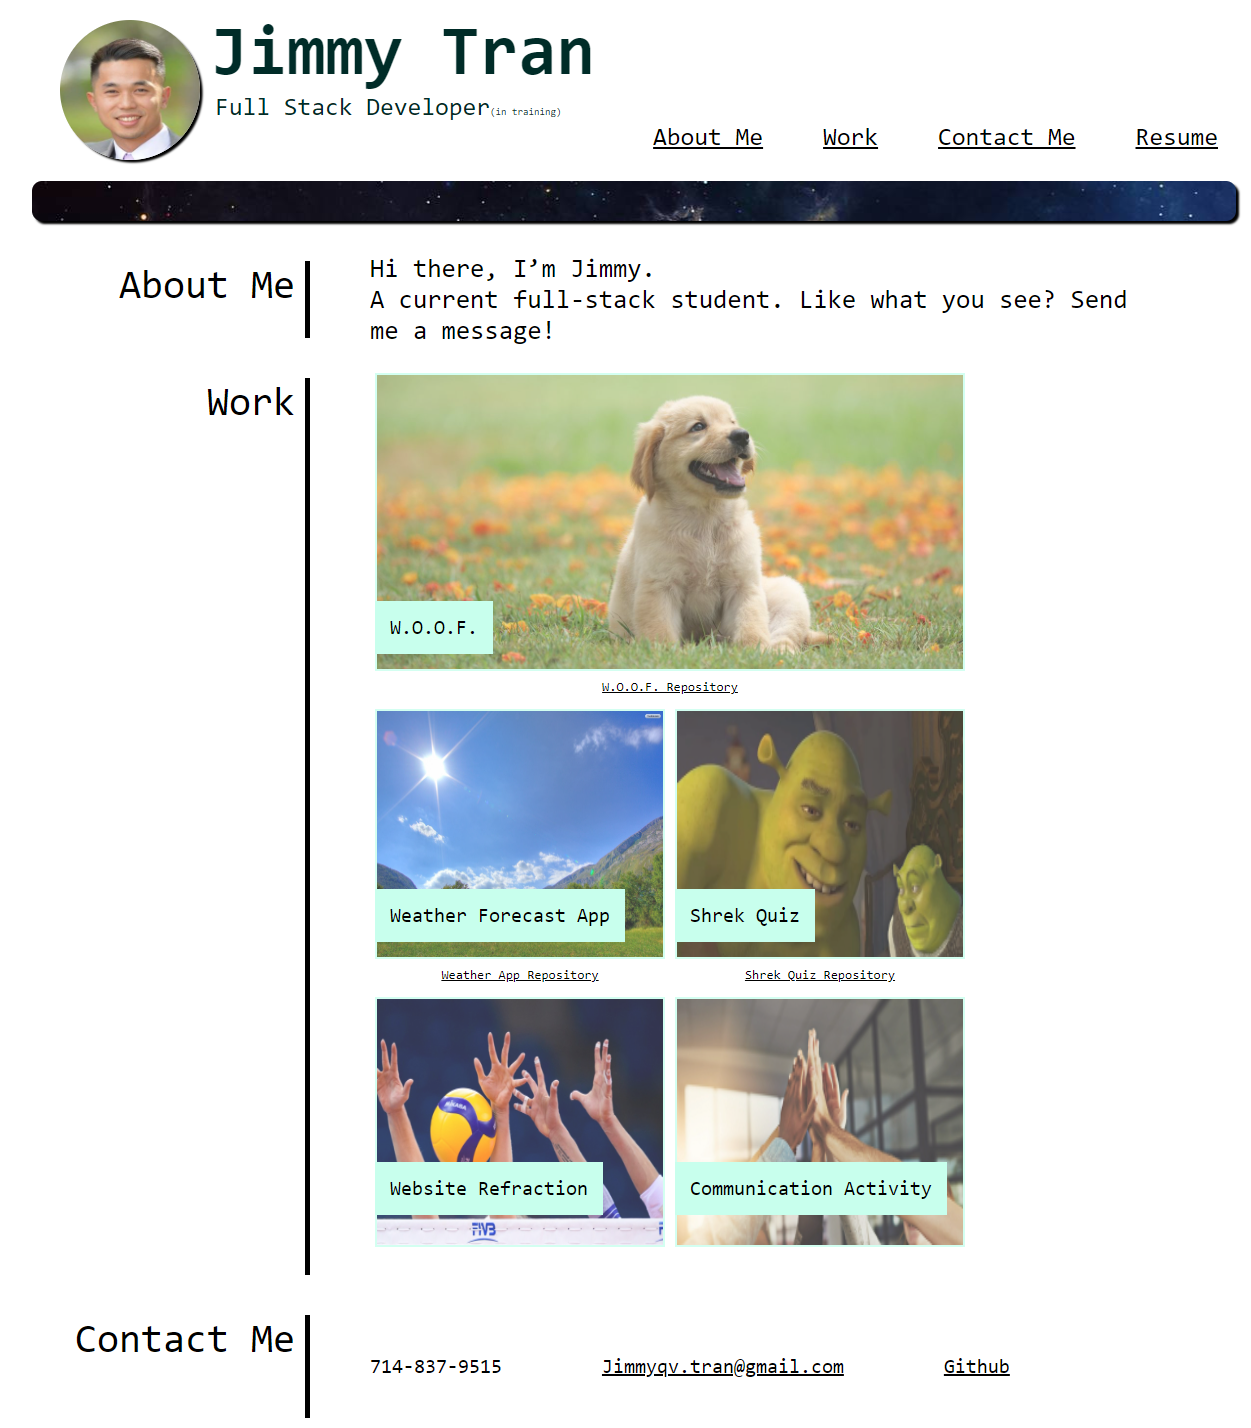 Jimmy Tran
Full Stack Developer(in training)
About Me Work Contact Me Resume
About Me
Hi there, I’m Jimmy.
A current full-stack student. Like what you see? Send
me a message!
Work
W.O.O.F.
W.O.O.F. Repository
Weather Forecast App
Shrek Quiz
Weather App Repository
Shrek Quiz Repository
MIKASA
Website Refraction
Communication Activity
FIVB
Contact Me
714-837-9515 Jimmyqv.tran@gmail.com Github